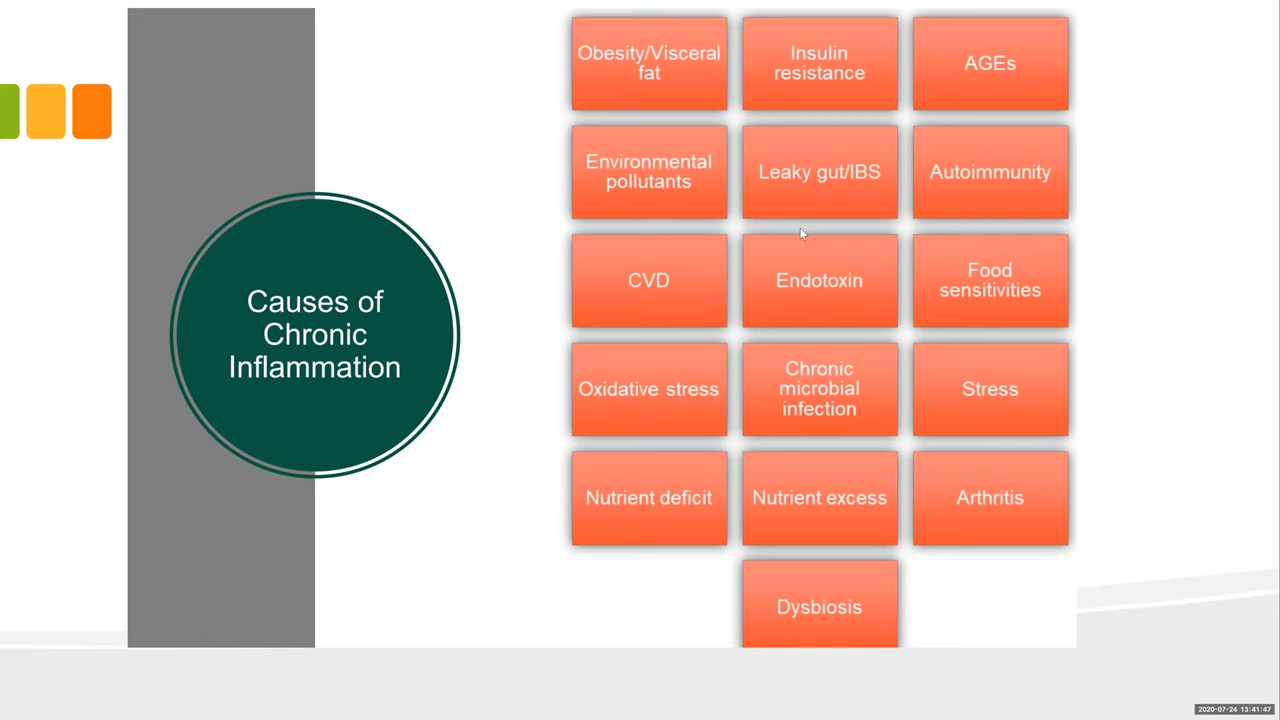 Obesity/Visceral
fat
Insulin
resistance
AGEs
Environmental
pollutants
Leaky gut/IBS
Autoimmunity
Causes of
Chronic
Inflammation
CVD
Endotoxin
Food
sensitivities
Oxidative stress
Chronic
microbial
infection
Stress
Nutrient deficit
Nutrient excess
Arthritis
Dysbiosis
2020-07-24 13:41:47